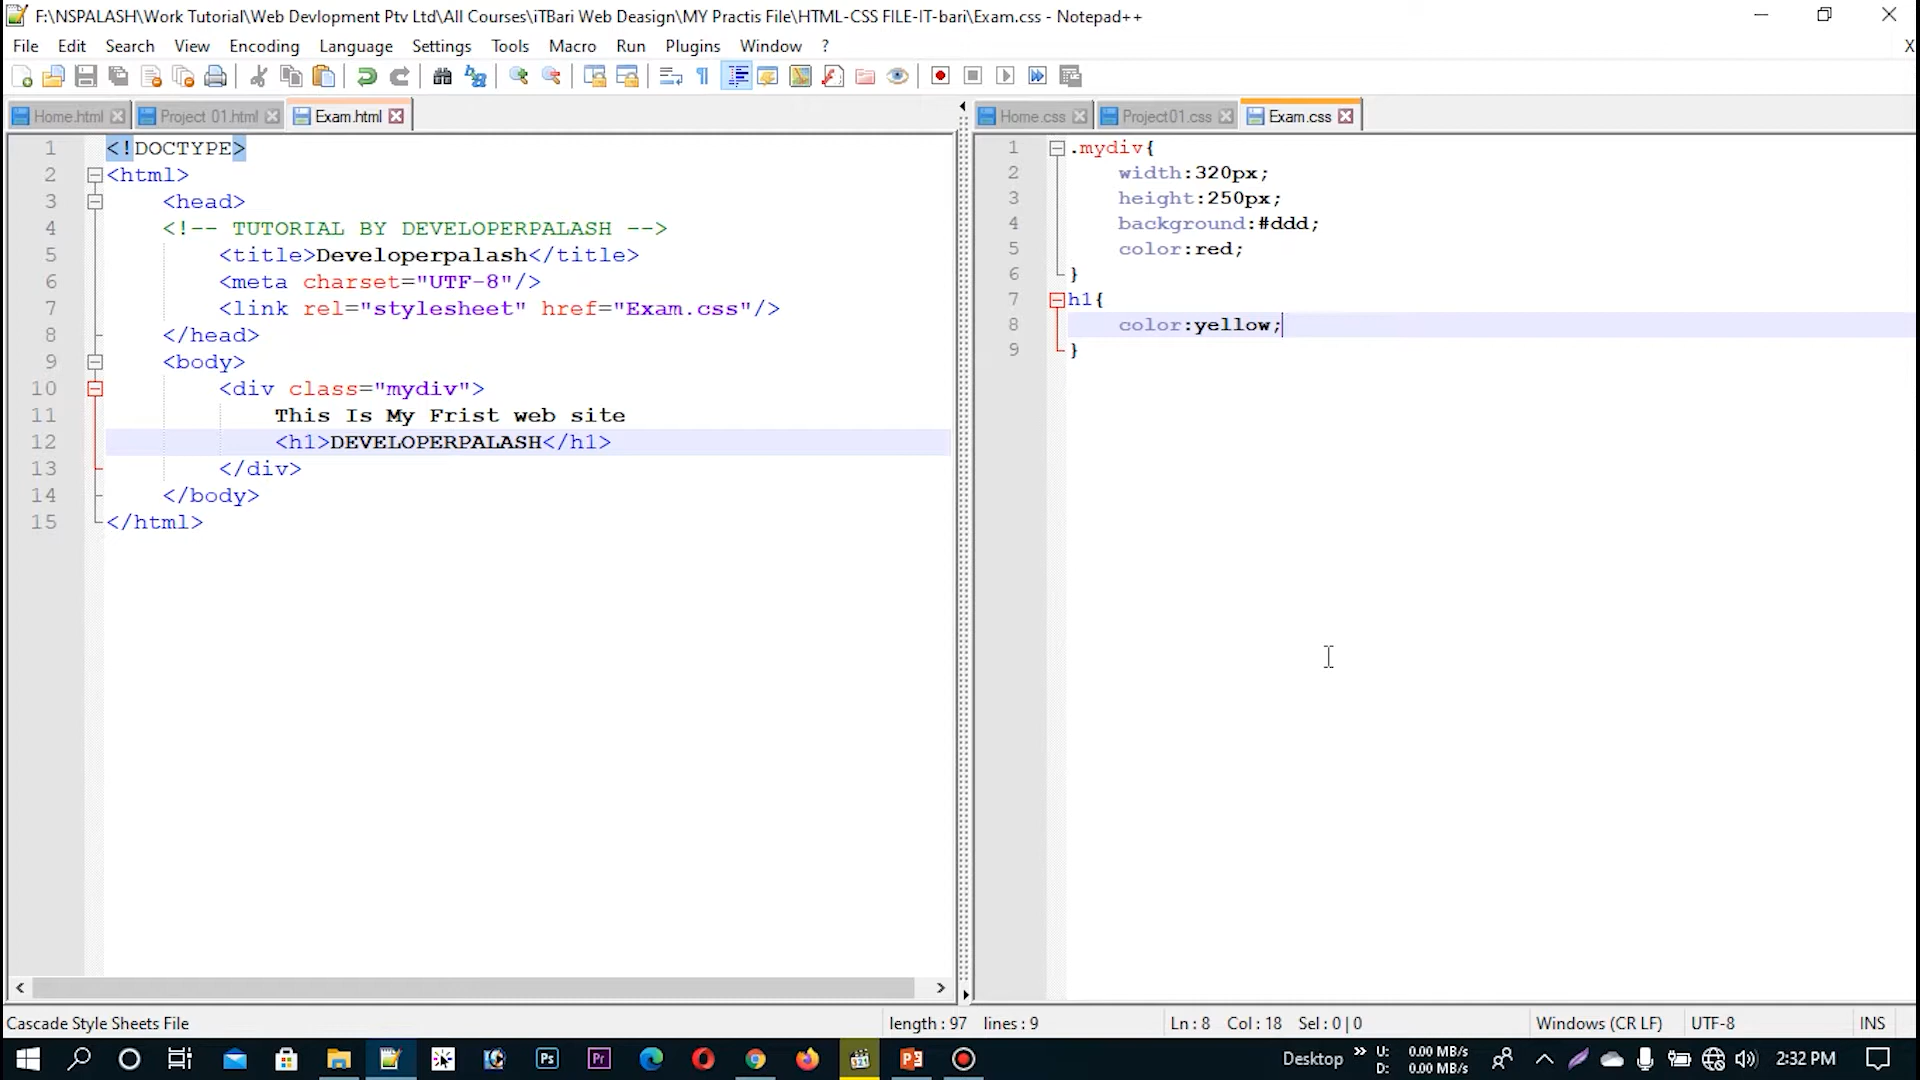 F:\NSPALASH\Work Tutorial\Web Devlopment Ptv Ltd\All Courses\iTBari Web Deasign\MY Practis File\HTML-CSS FILE-IT-bari\Exam.css - Notepad++
File Edit Search View Encoding Language Settings Tools Macro Run Plugins Window ? X
Home.html Project 01.html Exam.html
1 <!DOCTYPE>
2 <html>
3 <head>
4 <!-- TUTORIAL BY DEVELOPERPALASH -->
5 <title>Developerpalash</title>
6 <meta charset="UTF-8"/>
7 <link rel="stylesheet" href="Exam.css"/>
8 </head>
9 <body>
10 <div class="mydiv">
11 This Is My Frist web site
12 <h1>DEVELOPERPALASH</h1>
13 </div>
14 </body>
15 </html>
Home.css Project01.css Exam.css
1 .mydiv{
2 width:320px;
3 height:250px;
4 background:#ddd;
5 color:red;
6 }
7 h1{
8 color:yellow;
9 }
Cascade Style Sheets File length : 97 lines : 9 Ln : 8 Col : 18 Sel : 0 | 0 Windows (CR LF) UTF-8 INS
Ps Pr Desktop U: 0.00 MB/s 2:32 PM
D: 0.00 MB/s